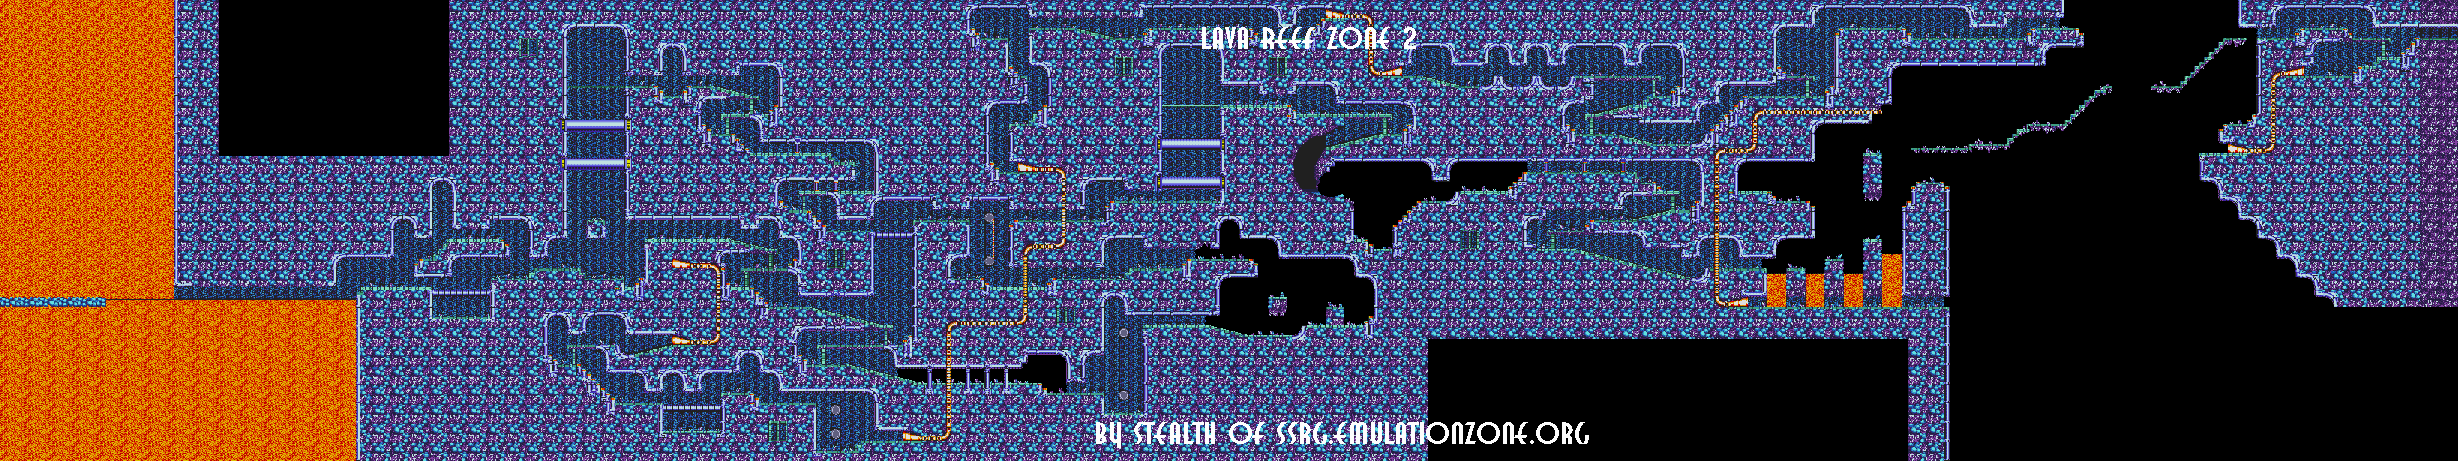 LAVA REEF ZONE 2
BY STEALTH OF SSRG.EMULATIONZONE.ORG